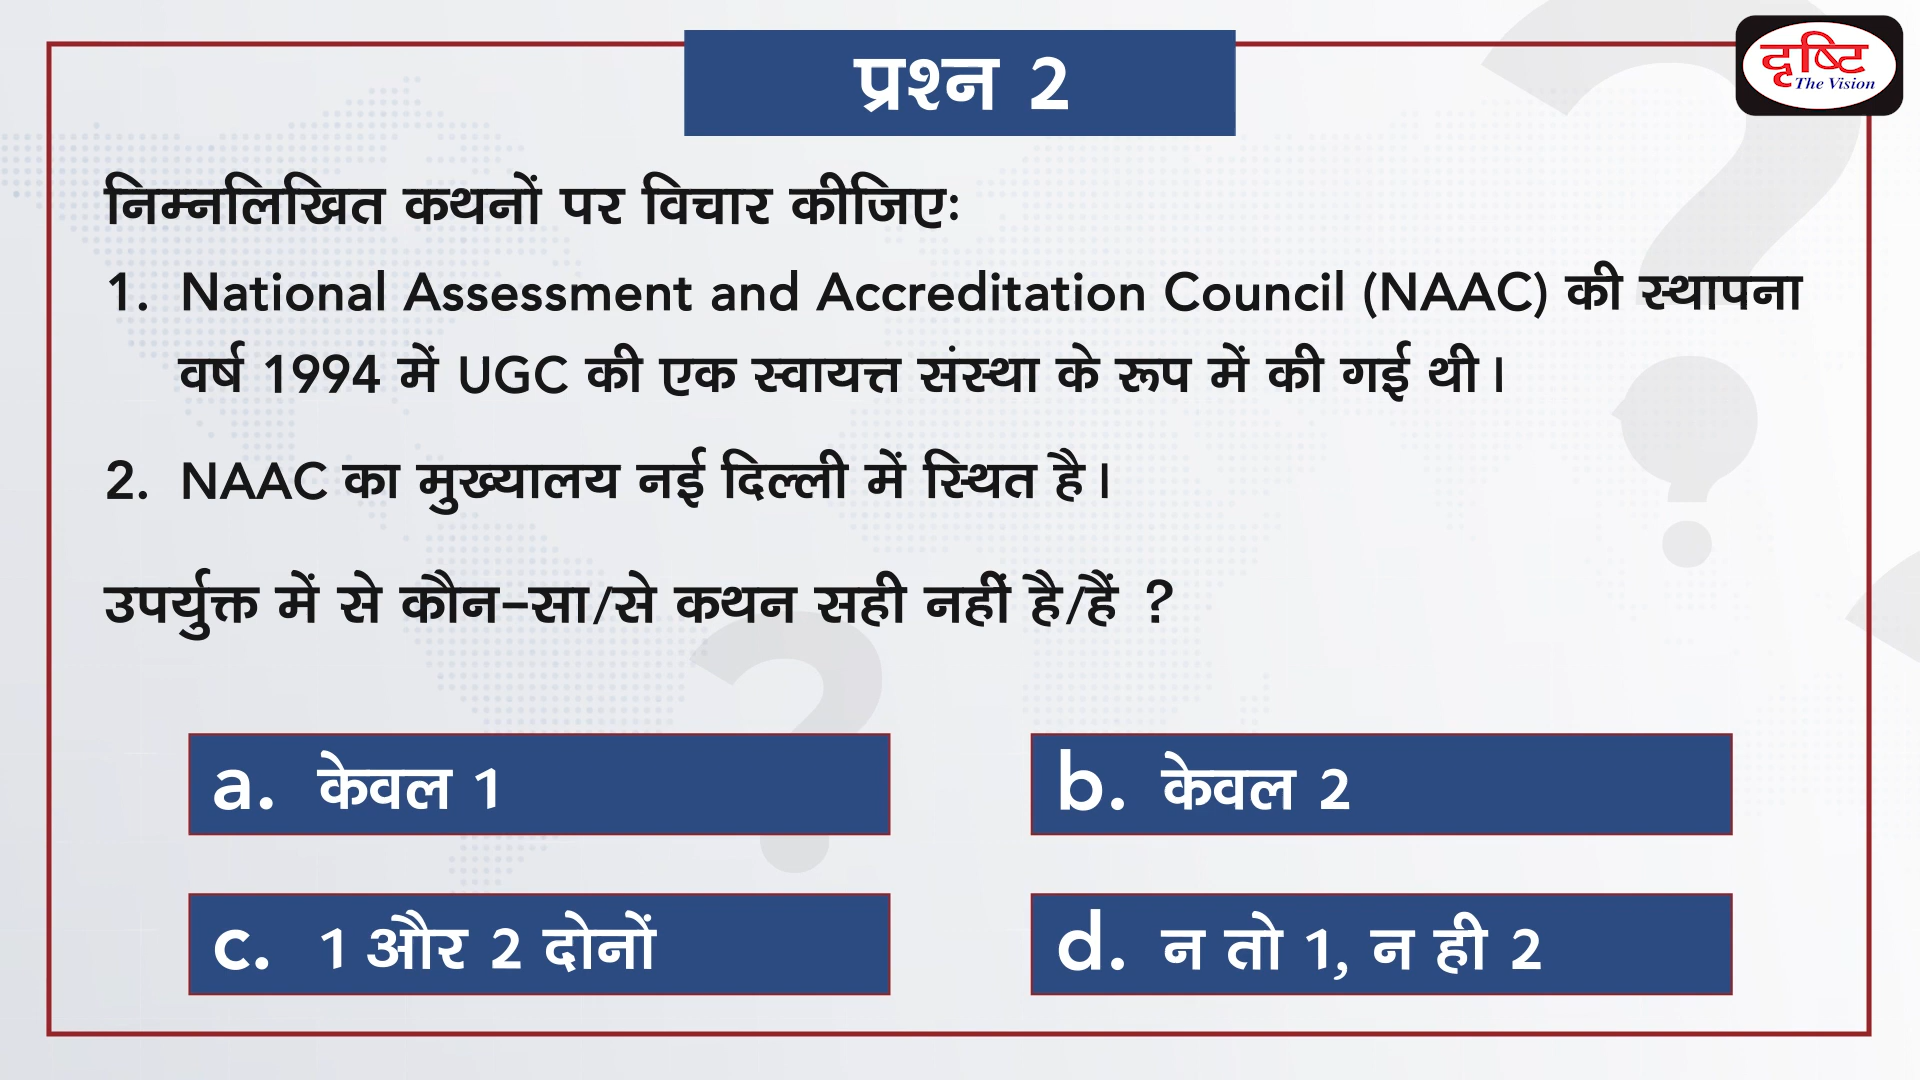 प्रश्न 2
दृष्टि
The Vision
निम्नलिखित कथनों पर विचार कीजिए:
1. National Assessment and Accreditation Council (NAAC) की स्थापना
वर्ष 1994 में UGC की एक स्वायत्त संस्था के रूप में की गई थी।
2. NAAC का मुख्यालय नई दिल्ली में स्थित है।
उपर्युक्त में से कौन-सा/से कथन सही नहीं है/हैं ?
a. केवल 1
b. केवल 2
c. 1 और 2 दोनों
d. न तो 1, न ही 2